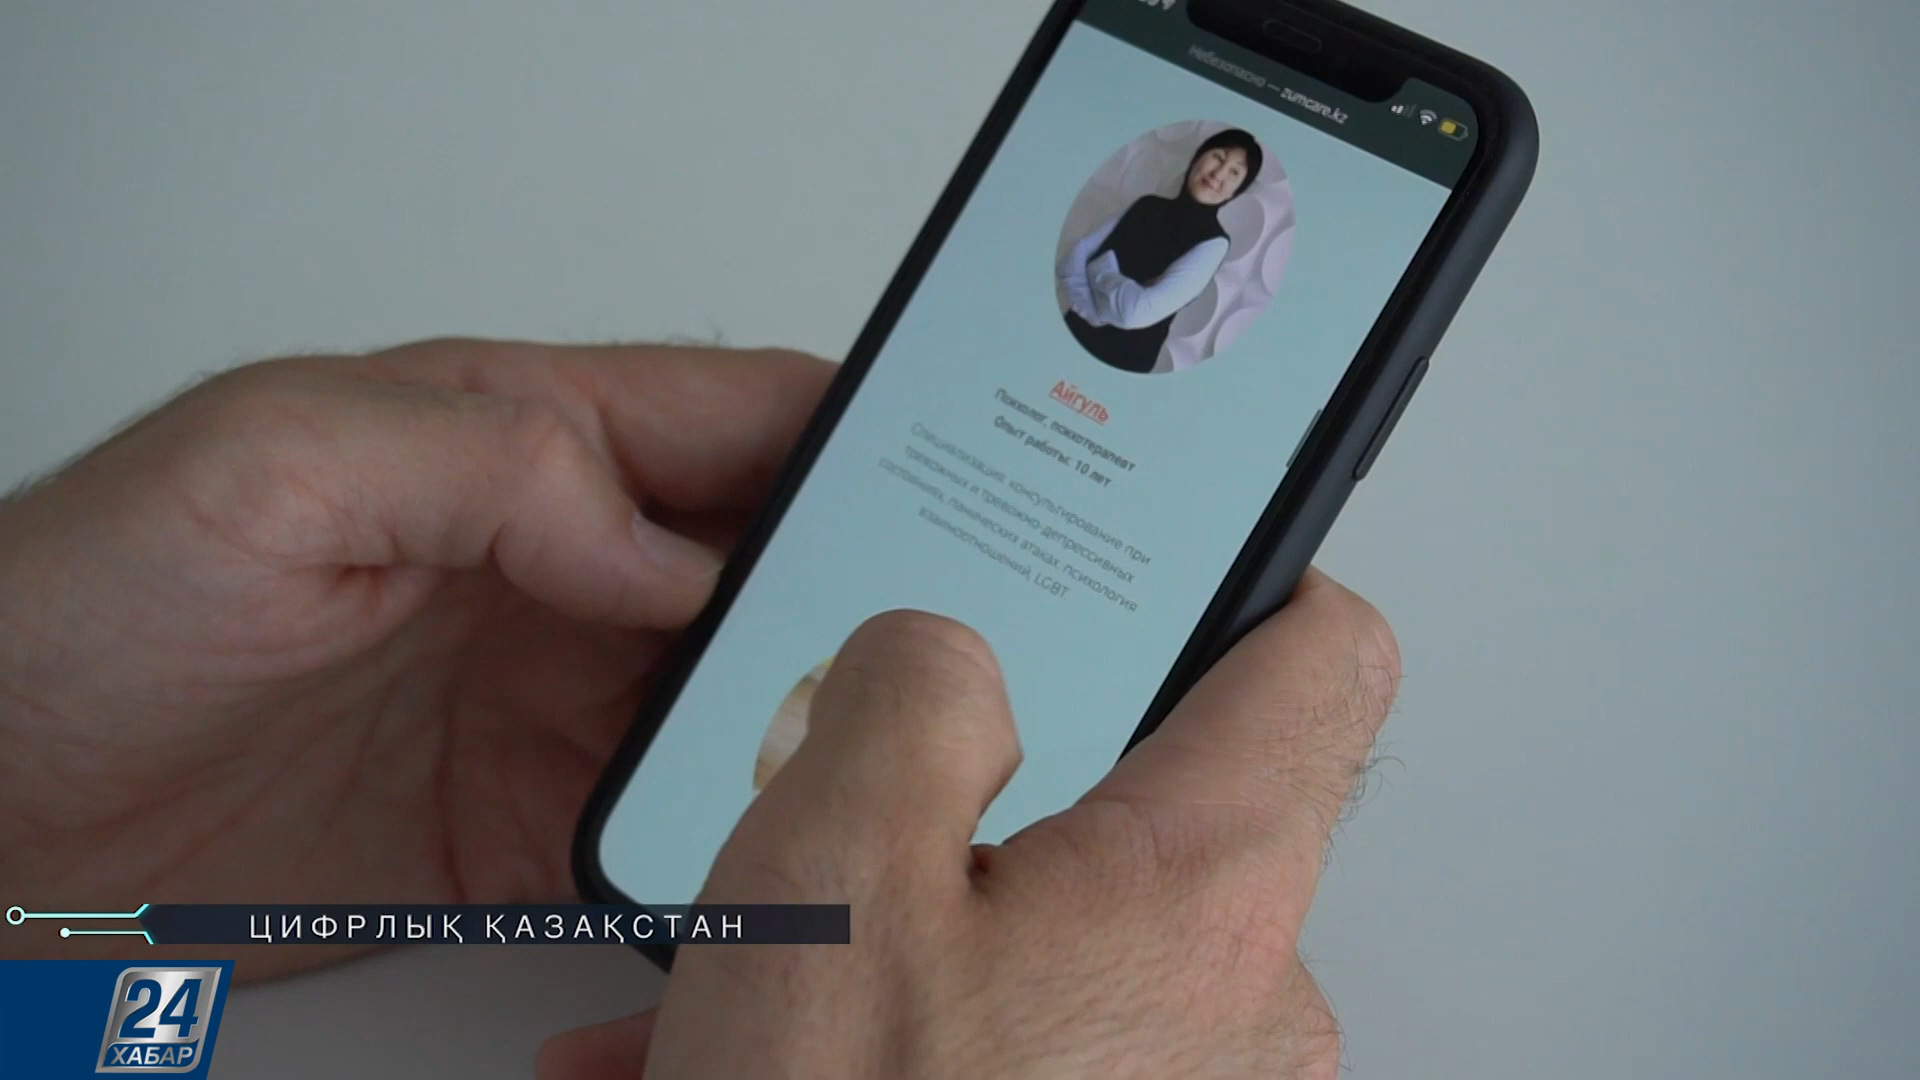 Небезопасно — zumcare.kz
Айгуль
Психолог, психотерапевт
Опыт работы: 10 лет
Специализация: консультирование при
тревожных и тревожно-депрессивных
состояниях, панических атаках, психология
взаимоотношений, LGBT
ЦИФРЛЫҚ ҚАЗАҚСТАН
24
ХАБАР